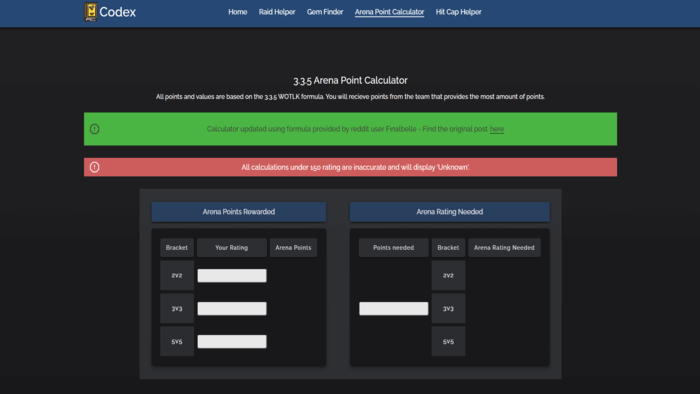 Codex
Home Raid Helper Gem Finder Arena Point Calculator Hit Cap Helper
3.3.5 Arena Point Calculator
All points and values are based on the 3.3.5 WOTLK formula. You will recieve points from the team that provides the most amount of points.
Calculator updated using formula provided by reddit user Finalbelle - Find the original post here
All calculations under 150 rating are inaccurate and will display 'Unknown'.
Arena Points Rewarded
Bracket Your Rating Arena Points
2v2
3v3
5v5
Arena Rating Needed
Points needed Bracket Arena Rating Needed
2v2
3v3
5v5